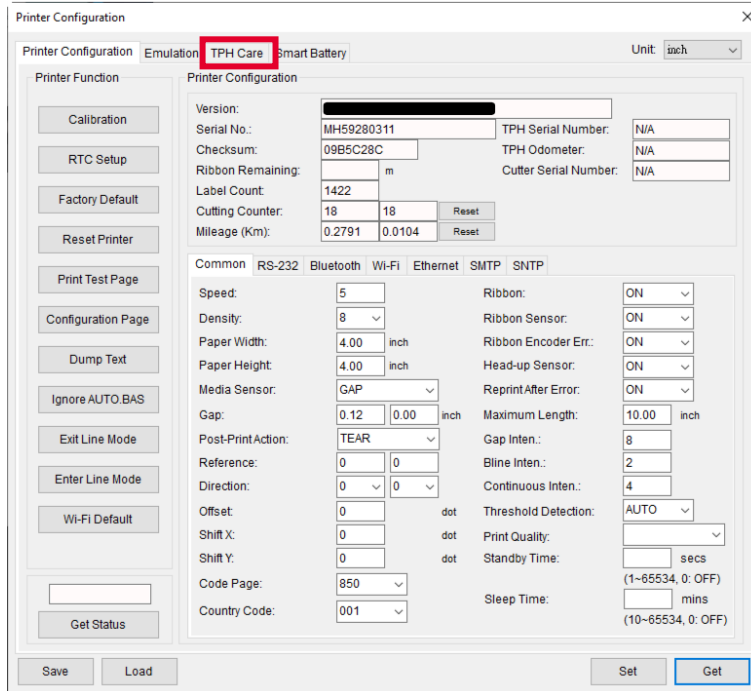 Printer Configuration
Printer Configuration Emulation TPH Care Smart Battery Unit: inch
Printer Function
Calibration
RTC Setup
Factory Default
Reset Printer
Print Test Page
Configuration Page
Dump Text
Ignore AUTO.BAS
Exit Line Mode
Enter Line Mode
Wi-Fi Default
Get Status
Printer Configuration
Version:
Serial No.: MH59280311 TPH Serial Number: N/A
Checksum: 09B5C28C TPH Odometer: N/A
Ribbon Remaining: m Cutter Serial Number: N/A
Label Count: 1422
Cutting Counter: 18 18 Reset
Mileage (Km): 0.2791 0.0104 Reset
Common RS-232 Bluetooth Wi-Fi Ethernet SMTP SNTP
Speed: 5 Ribbon: ON
Density: 8 Ribbon Sensor: ON
Paper Width: 4.00 inch Ribbon Encoder Err.: ON
Paper Height: 4.00 inch Head-up Sensor: ON
Media Sensor: GAP Reprint After Error: ON
Gap: 0.12 0.00 inch Maximum Length: 10.00 inch
Post-Print Action: TEAR Gap Inten.: 8
Reference: 0 0 Bline Inten.: 2
Direction: 0 0 Continuous Inten.: 4
Offset: 0 dot Threshold Detection: AUTO
Shift X: 0 dot Print Quality:
Shift Y: 0 dot Standby Time: secs
(1~65534, 0: OFF)
Code Page: 850
Sleep Time: mins
Country Code: 001
(10~65534, 0: OFF)
Save Load Set Get